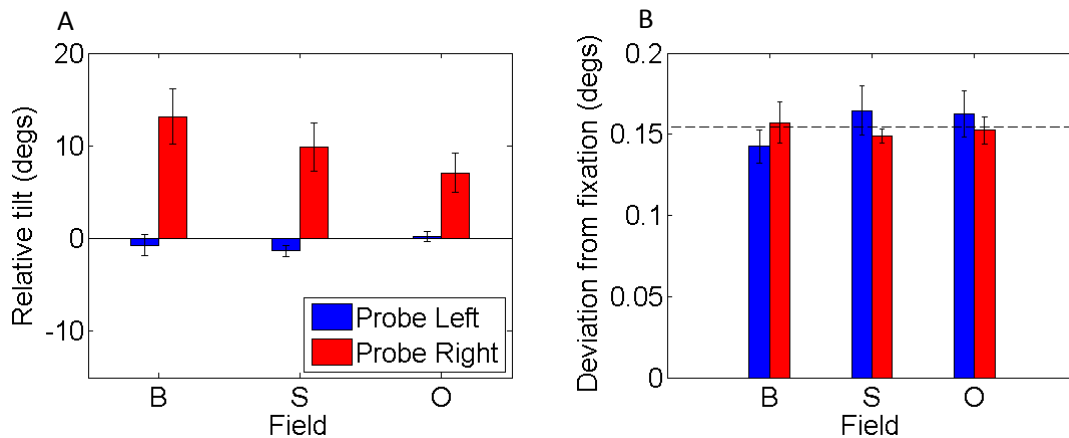 A
Relative tilt (degs)
20
10
0
-10
B
S
O
Field
Probe Left
Probe Right
B
Deviation from fixation (degs)
0.2
0.15
0.1
0.05
0
B
S
O
Field